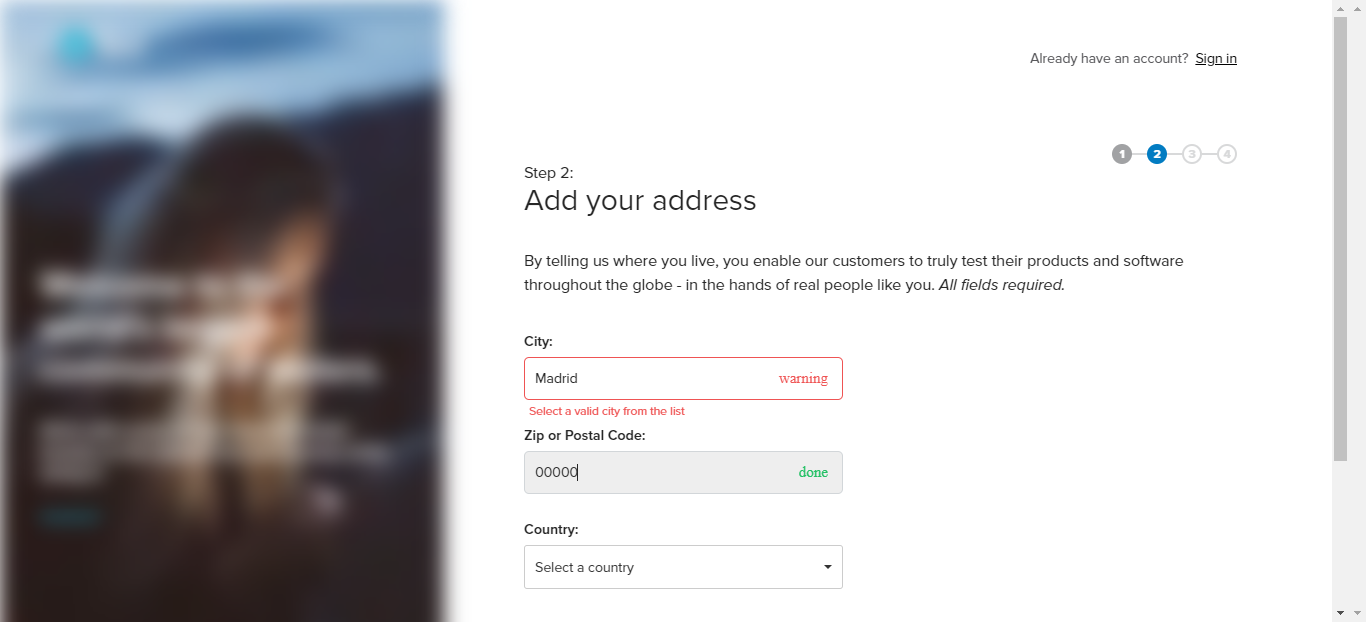 Already have an account? Sign in
1 2 3 4
Step 2:
Add your address
By telling us where you live, you enable our customers to truly test their products and software
throughout the globe - in the hands of real people like you. All fields required.
City:
Madrid warning
Select a valid city from the list
Zip or Postal Code:
00000 done
Country:
Select a country